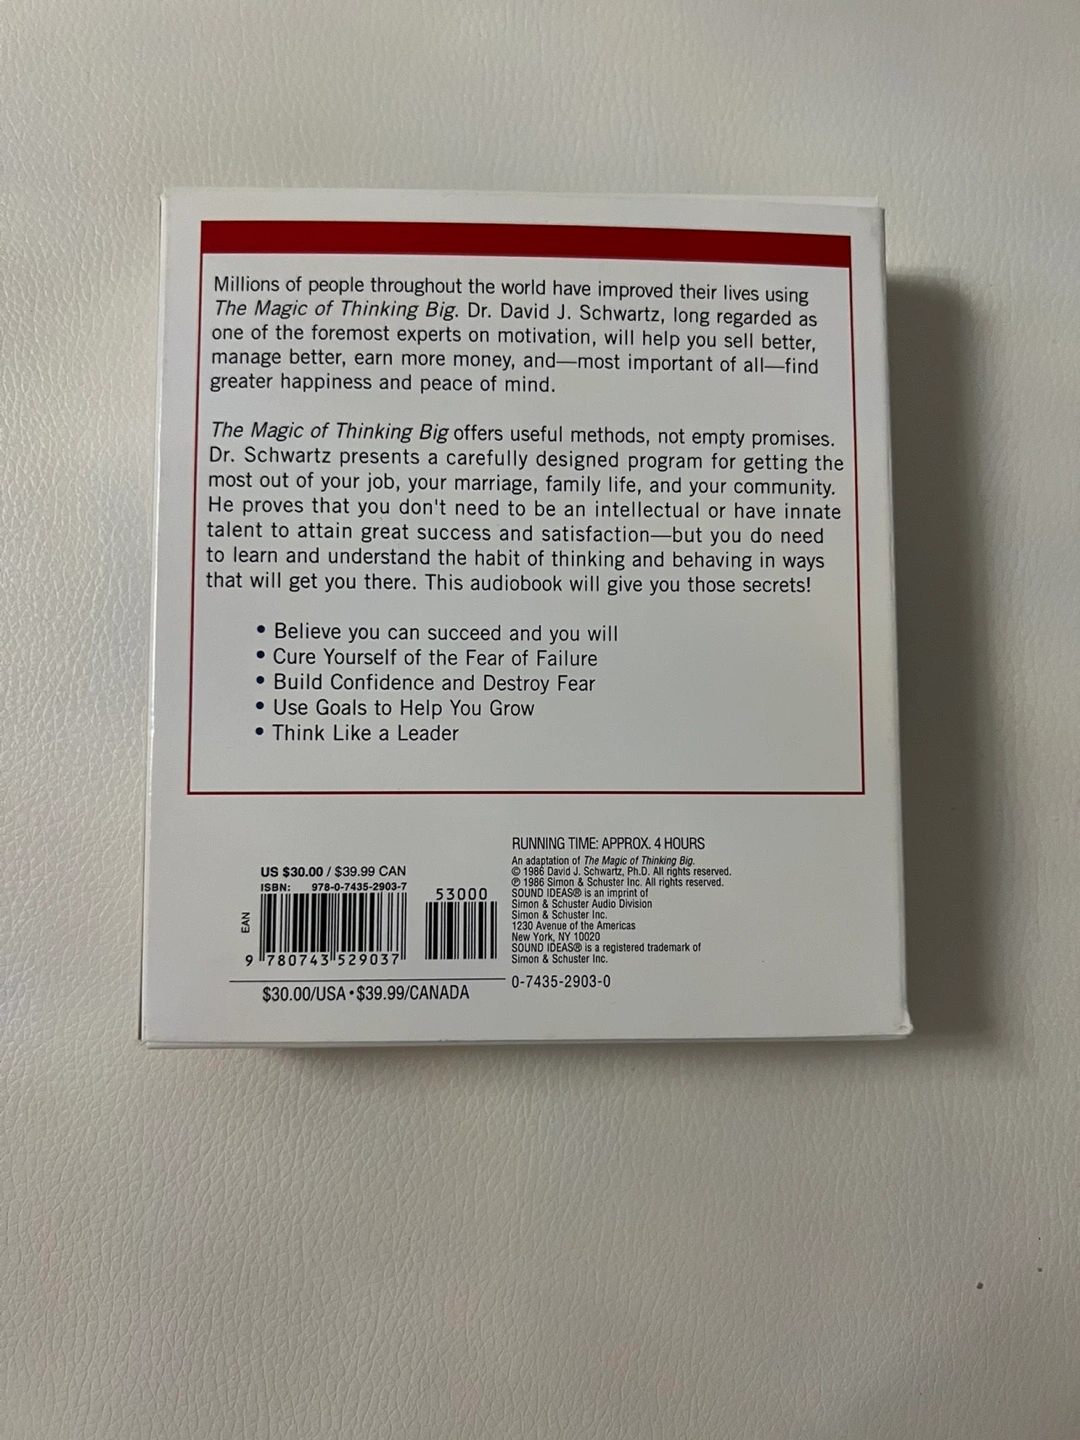 Millions of people throughout the world have improved their lives using
The Magic of Thinking Big. Dr. David J. Schwartz, long regarded as
one of the foremost experts on motivation, will help you sell better,
manage better, earn more money, and—most important of all—find
greater happiness and peace of mind.
The Magic of Thinking Big offers useful methods, not empty promises.
Dr. Schwartz presents a carefully designed program for getting the
most out of your job, your marriage, family life, and your community.
He proves that you don't need to be an intellectual or have innate
talent to attain great success and satisfaction—but you do need
to learn and understand the habit of thinking and behaving in ways
that will get you there. This audiobook will give you those secrets!
• Believe you can succeed and you will
• Cure Yourself of the Fear of Failure
• Build Confidence and Destroy Fear
• Use Goals to Help You Grow
• Think Like a Leader
US $30.00 / $39.99 CAN
ISBN: 978-0-7435-2903-7
53000
EAN
9 780743 529037
$30.00/USA • $39.99/CANADA
RUNNING TIME: APPROX. 4 HOURS
An adaptation of The Magic of Thinking Big.
© 1986 David J. Schwartz, Ph.D. All rights reserved.
℗ 1986 Simon & Schuster Inc. All rights reserved.
SOUND IDEAS® is an imprint of
Simon & Schuster Audio Division
Simon & Schuster Inc.
1230 Avenue of the Americas
New York, NY 10020
SOUND IDEAS® is a registered trademark of
Simon & Schuster Inc.
0-7435-2903-0